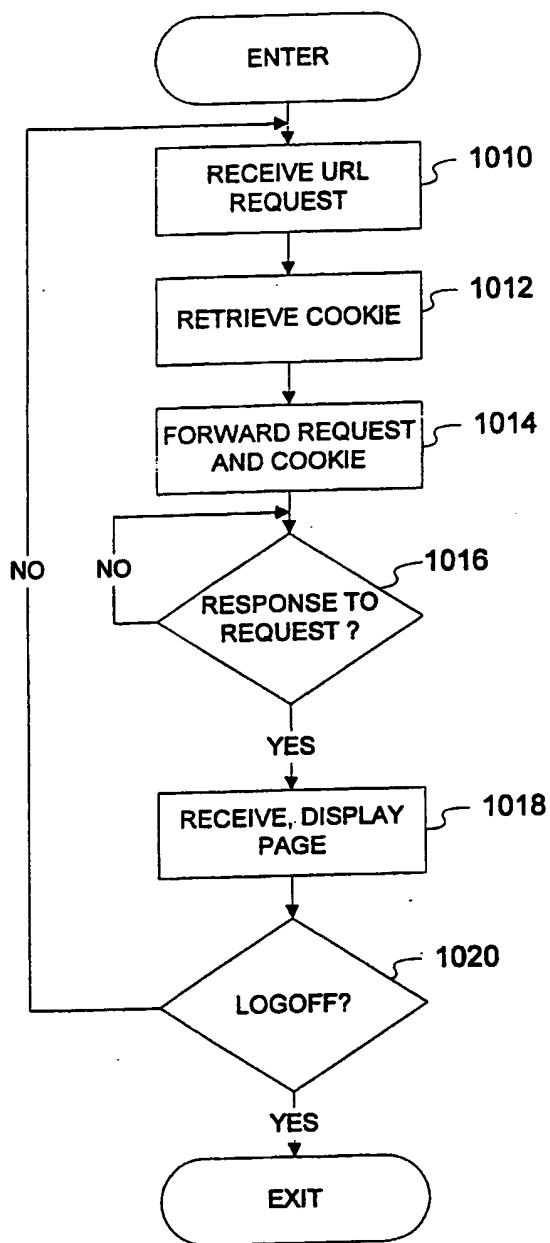 ENTER
RECEIVE URL
REQUEST
1010
RETRIEVE COOKIE
1012
FORWARD REQUEST
AND COOKIE
1014
NO
NO
RESPONSE TO
REQUEST ?
1016
YES
RECEIVE, DISPLAY
PAGE
1018
LOGOFF?
1020
YES
EXIT